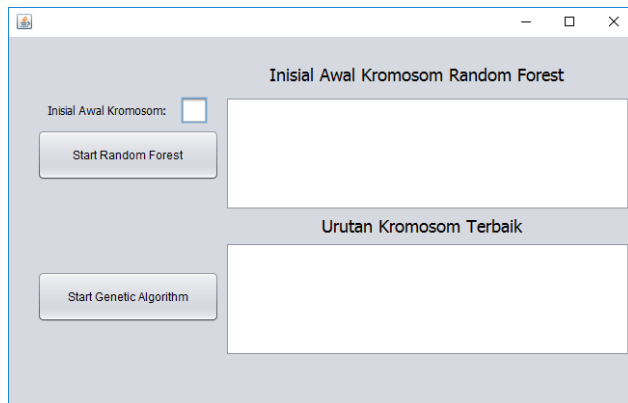 Inisial Awal Kromosom Random Forest
Inisial Awal Kromosom:
Start Random Forest
Urutan Kromosom Terbaik
Start Genetic Algorithm